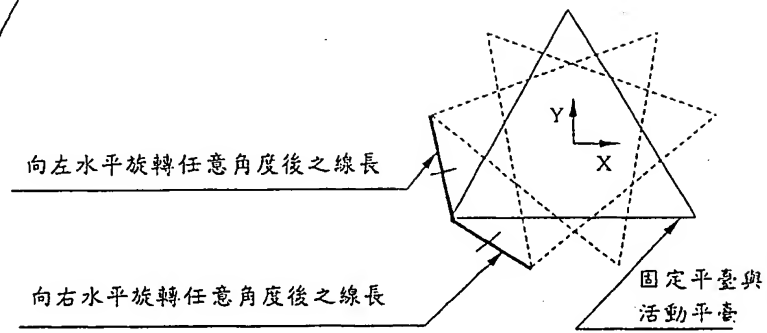 Y
X
向左水平旋轉任意角度後之線長
向右水平旋轉任意角度後之線長
固定平臺與
活動平臺